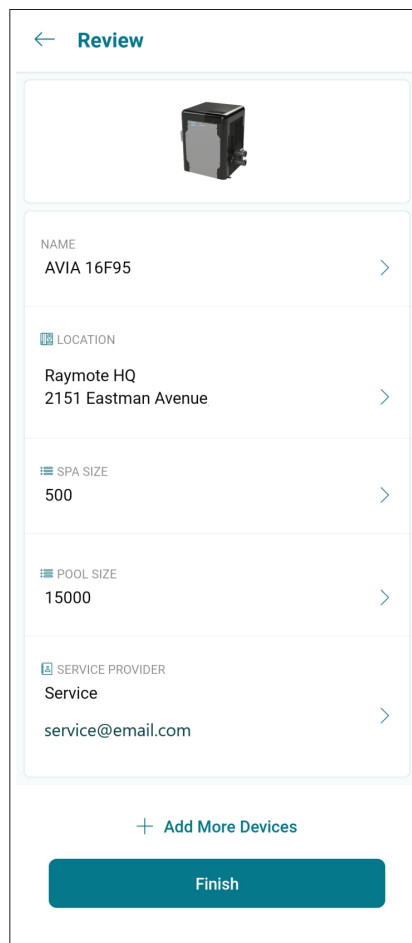 Review
NAME
AVIA 16F95
LOCATION
Raymote HQ
2151 Eastman Avenue
SPA SIZE
500
POOL SIZE
15000
SERVICE PROVIDER
Service
service@email.com
+ Add More Devices
Finish